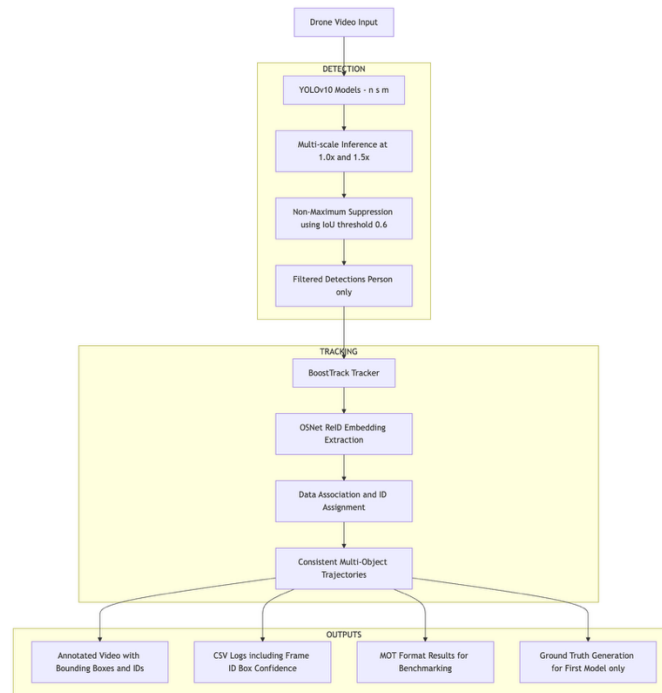 Drone Video Input
DETECTION
YOLOv10 Models - n s m
Multi-scale Inference at
1.0x and 1.5x
Non-Maximum Suppression
using IoU threshold 0.6
Filtered Detections Person
only
TRACKING
BoostTrack Tracker
OSNet ReID Embedding
Extraction
Data Association and ID
Assignment
Consistent Multi-Object
Trajectories
OUTPUTS
Annotated Video with
Bounding Boxes and IDs
CSV Logs including Frame
ID Box Confidence
MOT Format Results for
Benchmarking
Ground Truth Generation
for First Model only